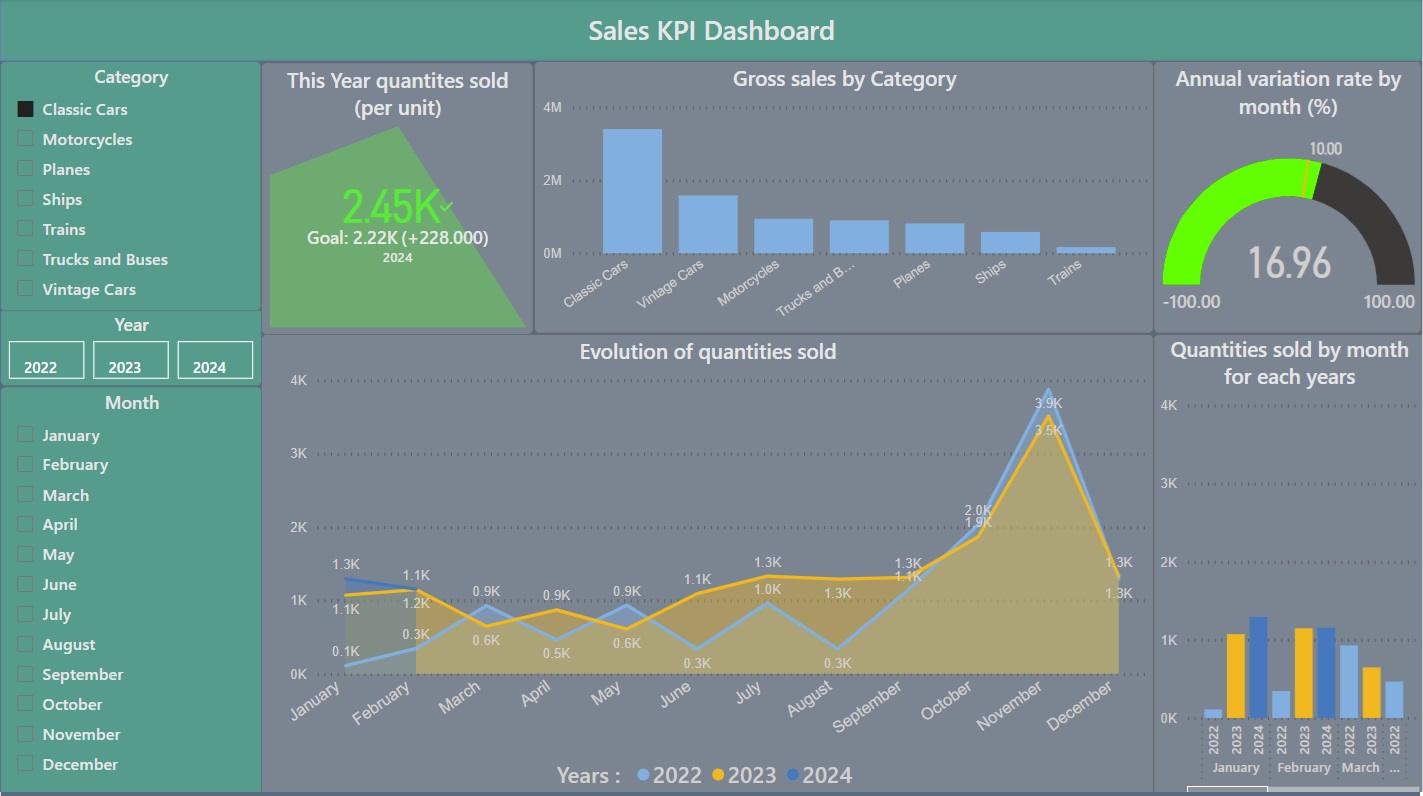 Sales KPI Dashboard
Category
Classic Cars
Motorcycles
Planes
Ships
Trains
Trucks and Buses
Vintage Cars
Year
2022 2023 2024
Month
January
February
March
April
May
June
July
August
September
October
November
December
This Year quantites sold
(per unit)
2.45K
Goal: 2.22K (+228.000)
2024
Gross sales by Category
4M
2M
0M
Classic Cars
Vintage Cars
Motorcycles
Trucks and B...
Planes
Ships
Trains
Annual variation rate by
month (%)
10.00
16.96
-100.00 100.00
Evolution of quantities sold
4K
3K
2K
1K
0K
3.9K
3.5K
2.0K
1.9K
1.3K 1.1K 0.9K 0.9K 0.9K 1.1K 1.3K 1.3K 1.3K
1.1K 1.2K 1.0K 1.3K 1.1K 1.3K
0.1K 0.3K 0.6K 0.5K 0.6K 0.3K 0.3K
January
February
March
April
May
June
July
August
September
October
November
December
Years : 2022 2023 2024
Quantities sold by month
for each years
4K
3K
2K
1K
0K
2022 2023 2024 2022 2023 2024 2022 2023 2022
January February March ...